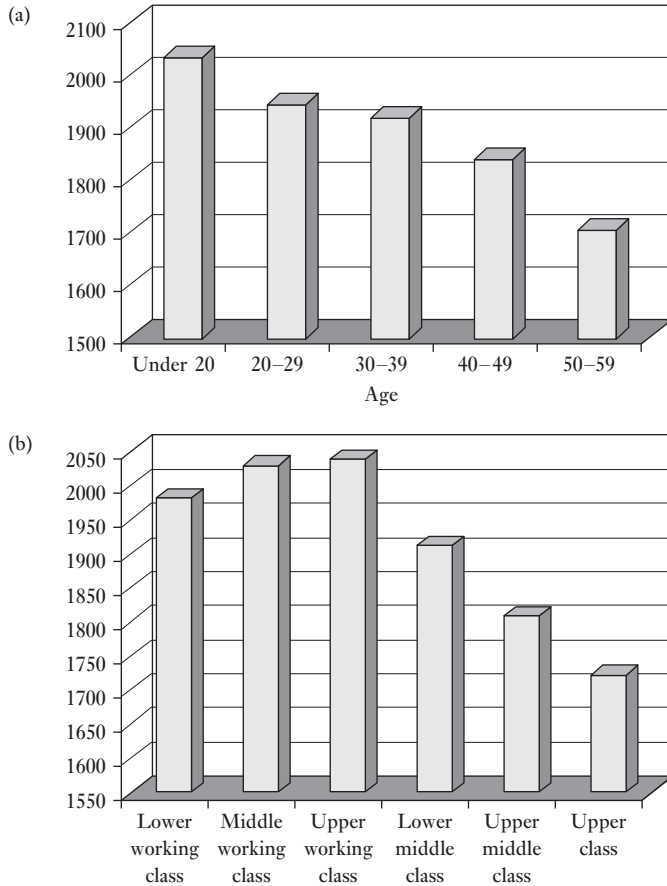 (a)
2100
2000
1900
1800
1700
1600
1500
Under 20 20–29 30–39 40–49 50–59
Age
(b)
2050
2000
1950
1900
1850
1800
1750
1700
1650
1600
1550
Lower Middle Upper Lower Upper Upper
working working working middle middle class
class class class class class